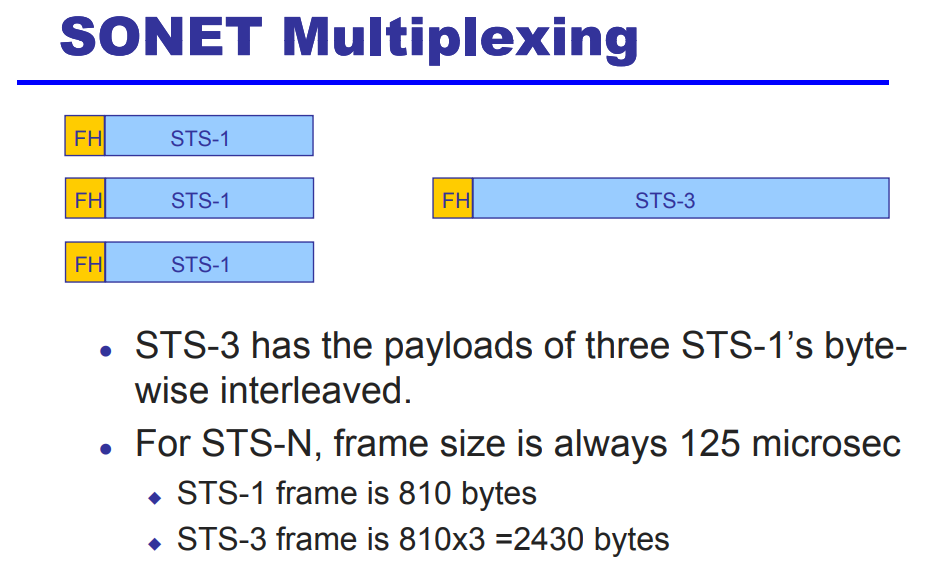 SONET Multiplexing
FH STS-1
FH STS-1
FH STS-3
FH STS-1
STS-3 has the payloads of three STS-1’s byte-
wise interleaved.
For STS-N, frame size is always 125 microsec
STS-1 frame is 810 bytes
STS-3 frame is 810x3 =2430 bytes